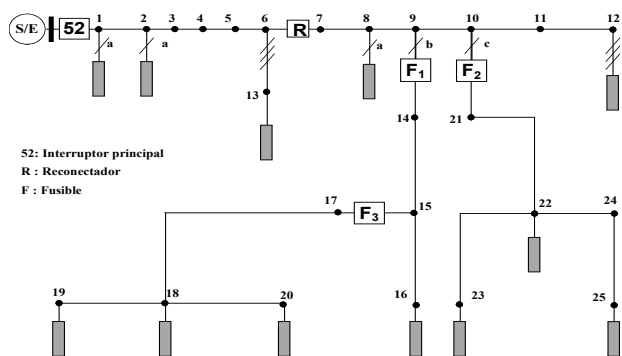 S/E 52 1 2 3 4 5 6 R 7 8 9 10 11 12
a a a b c
F1 F2
13 14 21
52: Interruptor principal
R : Reconectador
F : Fusible
17 F3 15 22 24
19 18 20 16 23 25